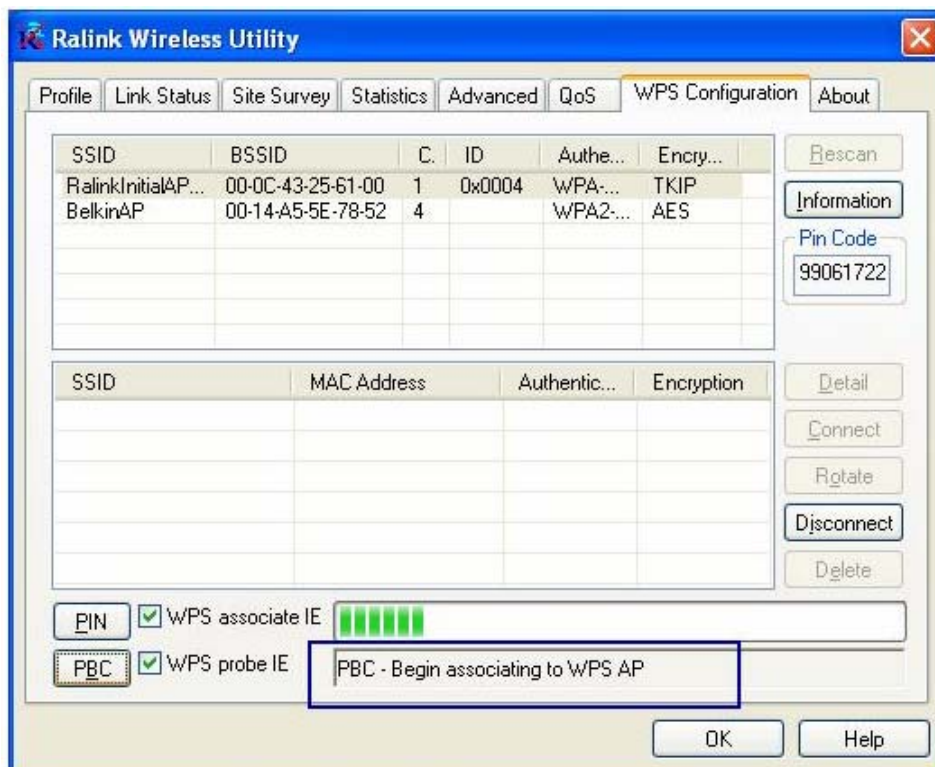 Ralink Wireless Utility
Profile Link Status Site Survey Statistics Advanced QoS WPS Configuration About
SSID BSSID C. ID Authe... Encry...
RalinkInitialAP... 00-0C-43-25-61-00 1 0x0004 WPA-... TKIP
BelkinAP 00-14-A5-5E-78-52 4 WPA2-... AES
Rescan
Information
Pin Code
99061722
SSID MAC Address Authentic... Encryption
Detail
Connect
Rotate
Disconnect
Delete
PIN WPS associate IE
PBC WPS probe IE PBC - Begin associating to WPS AP
OK Help